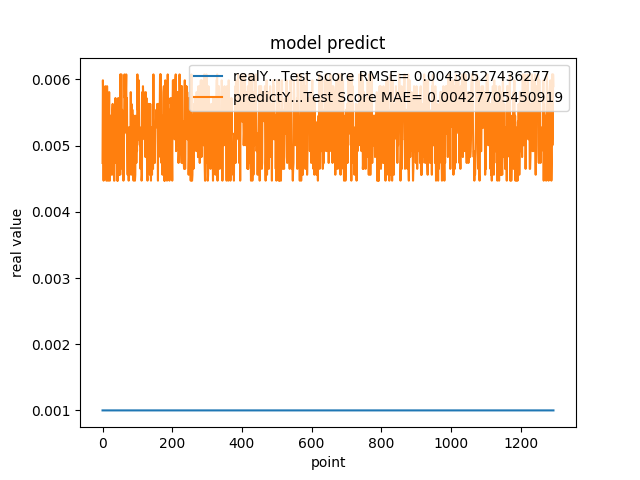 model predict
realY...Test Score RMSE= 0.00430527436277
predictY...Test Score MAE= 0.00427705450919
real value
0.006
0.005
0.004
0.003
0.002
0.001
0 200 400 600 800 1000 1200
point